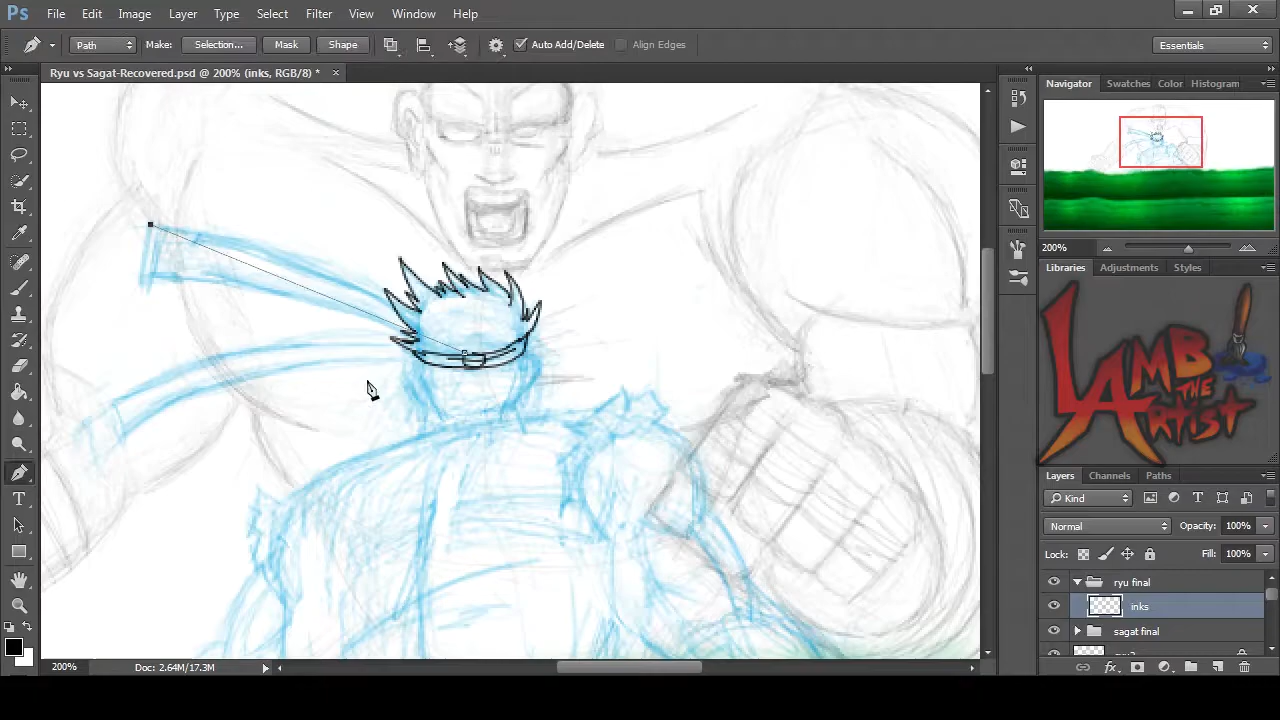 Ps File Edit Image Layer Type Select Filter View Window Help
Path Make: Selection... Mask Shape Auto Add/Delete Align Edges Essentials
Ryu vs Sagat-Recovered.psd @ 200% (inks, RGB/8) *
Navigator Swatches Color Histogram
200%
Libraries Adjustments Styles
LAMB
THE
ARTIST
Layers Channels Paths
Kind
Normal Opacity: 100%
Lock: Fill: 100%
ryu final
inks
sagat final
200% Doc: 2.64M/17.3M